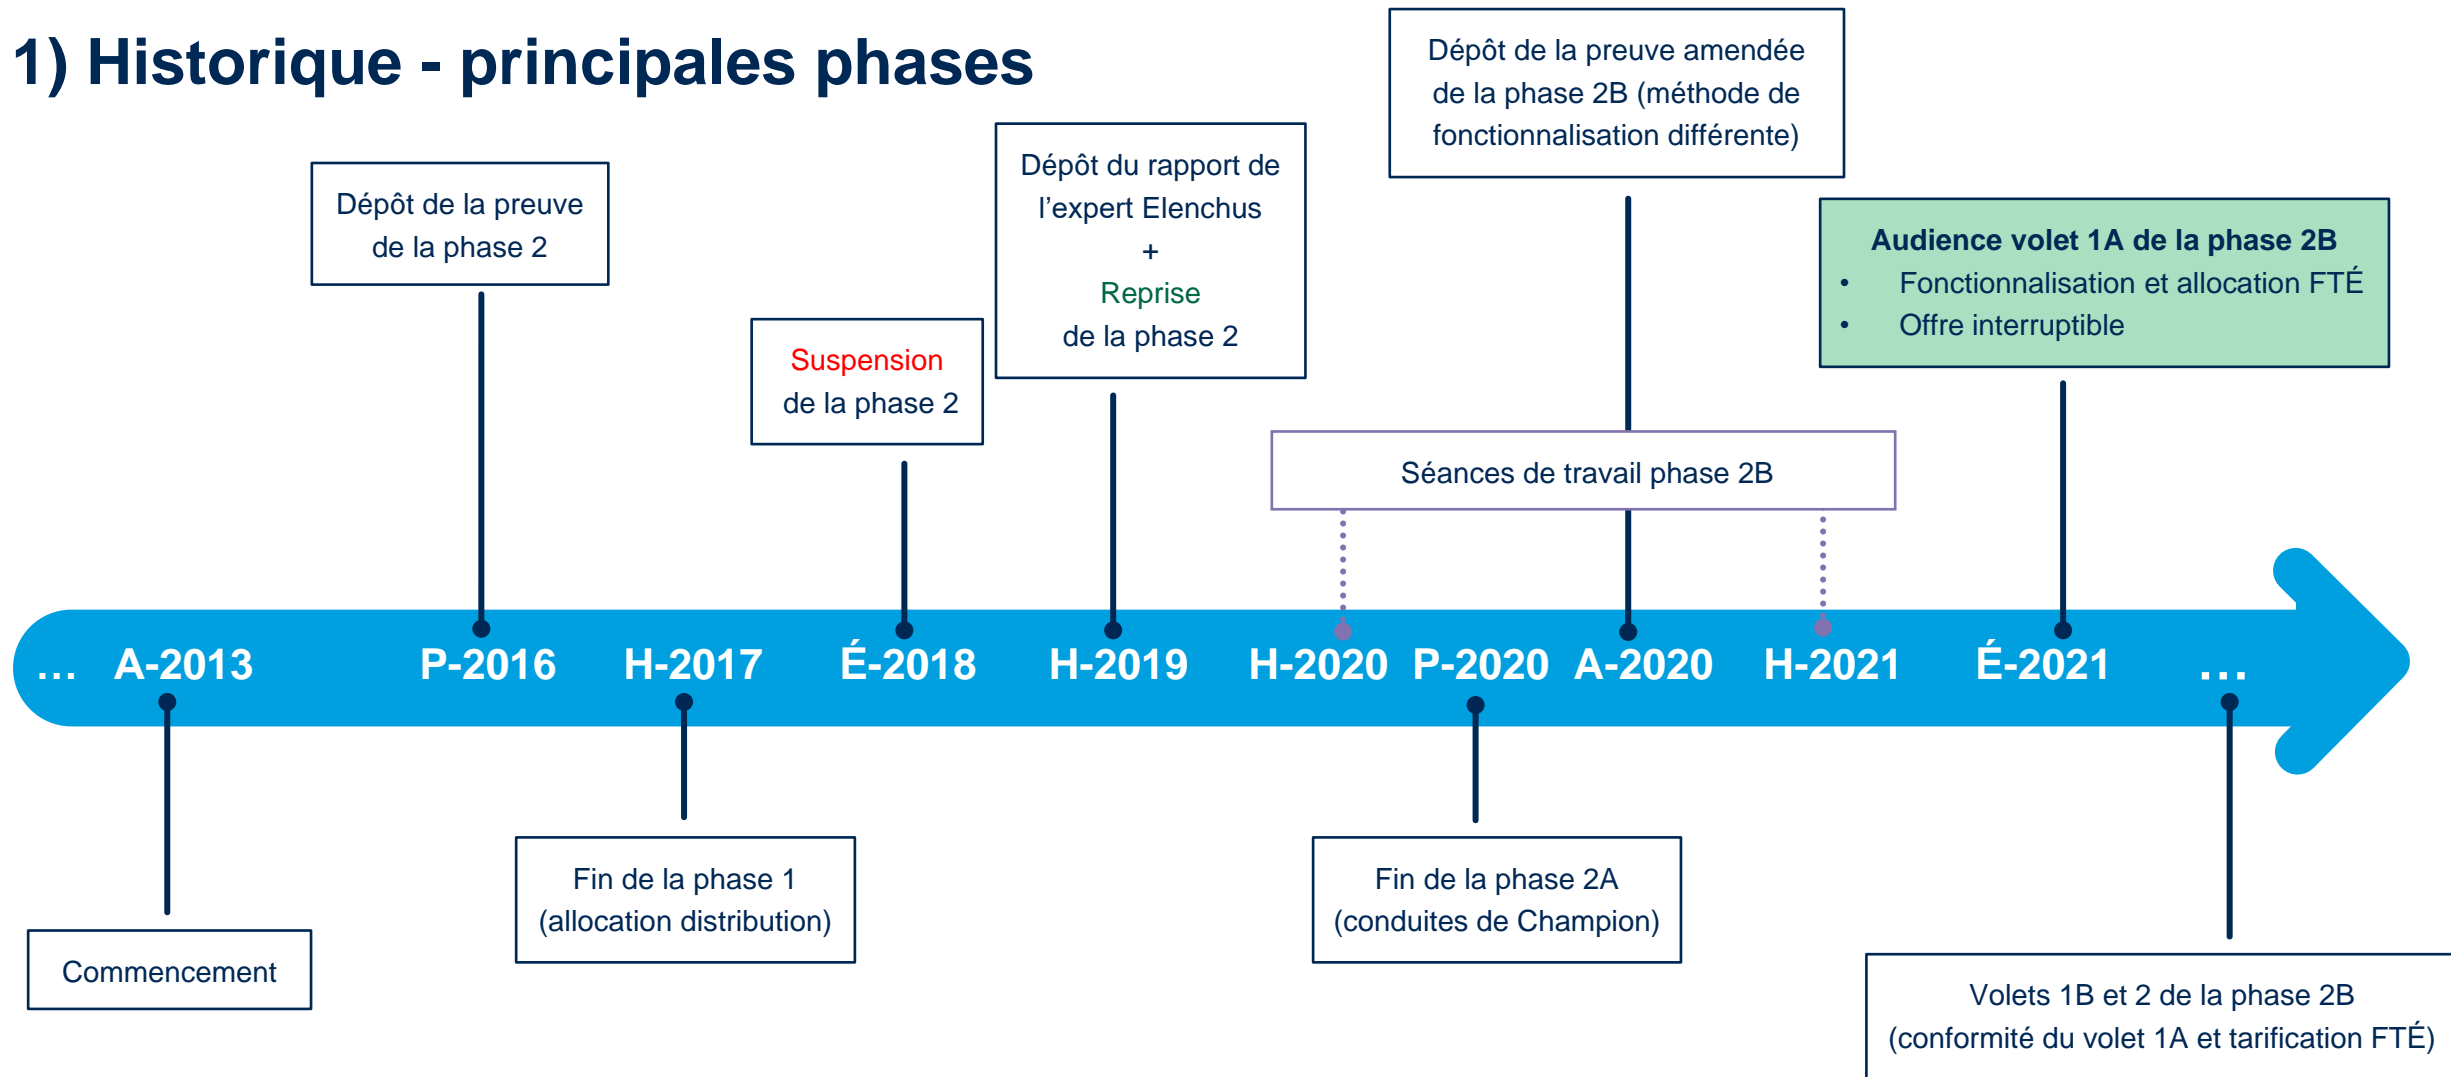 1) Historique - principales phases
Dépôt de la preuve
de la phase 2
Suspension
de la phase 2
Dépôt du rapport de
l’expert Elenchus
+
Reprise
de la phase 2
Dépôt de la preuve amendée
de la phase 2B (méthode de
fonctionnalisation différente)
Audience volet 1A de la phase 2B
• Fonctionnalisation et allocation FTÉ
• Offre interruptible
Séances de travail phase 2B
... A-2013 P-2016 H-2017 É-2018 H-2019 H-2020 P-2020 A-2020 H-2021 É-2021 ...
Commencement
Fin de la phase 1
(allocation distribution)
Fin de la phase 2A
(conduites de Champion)
Volets 1B et 2 de la phase 2B
(conformité du volet 1A et tarification FTÉ)